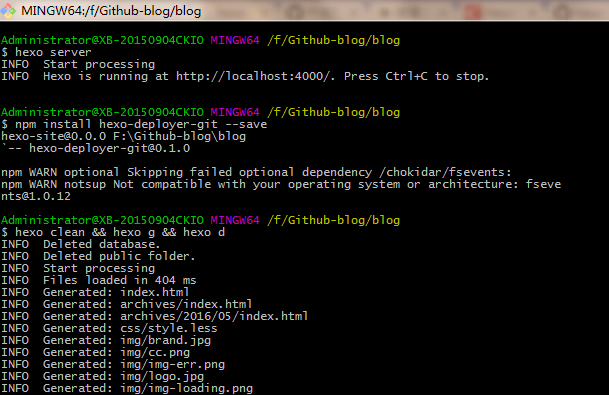 MINGW64:/f/Github-blog/blog
Administrator@XB-20150904CKIO MINGW64 /f/Github-blog/blog
$ hexo server
INFO  Start processing
INFO  Hexo is running at http://localhost:4000/. Press Ctrl+C to stop.
Administrator@XB-20150904CKIO MINGW64 /f/Github-blog/blog
$ npm install hexo-deployer-git --save
hexo-site@0.0.0 F:\Github-blog\blog
`-- hexo-deployer-git@0.1.0
npm WARN optional Skipping failed optional dependency /chokidar/fsevents:
npm WARN notsup Not compatible with your operating system or architecture: fseve
nts@1.0.12
Administrator@XB-20150904CKIO MINGW64 /f/Github-blog/blog
$ hexo clean && hexo g && hexo d
INFO  Deleted database.
INFO  Deleted public folder.
INFO  Start processing
INFO  Files loaded in 404 ms
INFO  Generated: index.html
INFO  Generated: archives/index.html
INFO  Generated: archives/2016/05/index.html
INFO  Generated: css/style.less
INFO  Generated: img/brand.jpg
INFO  Generated: img/cc.png
INFO  Generated: img/img-err.png
INFO  Generated: img/logo.jpg
INFO  Generated: img/img-loading.png